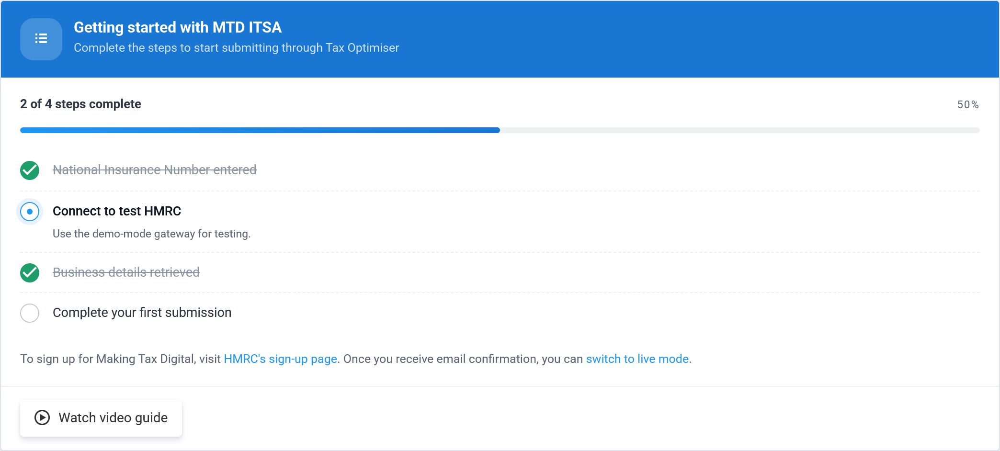 Getting started with MTD ITSA
Complete the steps to start submitting through Tax Optimiser
2 of 4 steps complete
50%
National Insurance Number entered
Connect to test HMRC
Use the demo-mode gateway for testing.
Business details retrieved
Complete your first submission
To sign up for Making Tax Digital, visit HMRC's sign-up page. Once you receive email confirmation, you can switch to live mode.
Watch video guide